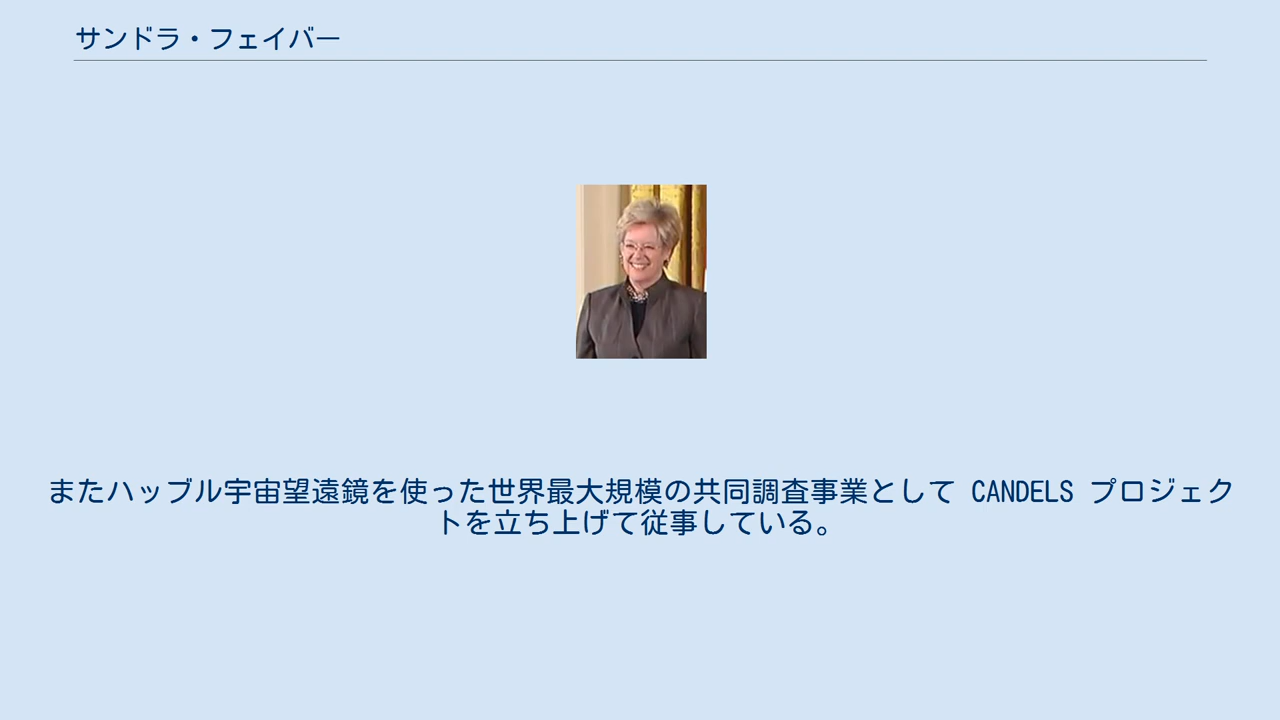 サンドラ・フェイバー
またハッブル宇宙望遠鏡を使った世界最大規模の共同調査事業として CANDELS プロジェク
トを立ち上げて従事している。